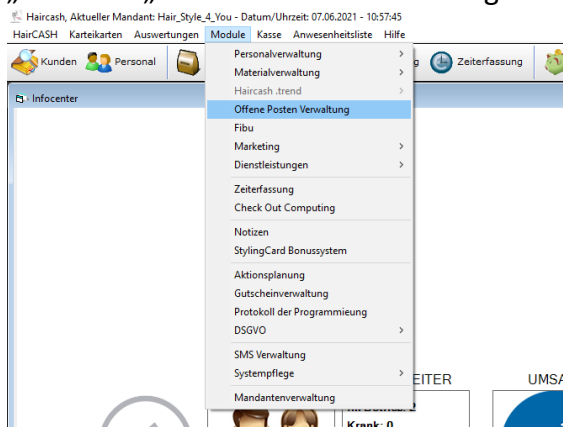 Haircash, Aktueller Mandant: Hair_Style_4_You - Datum/Uhrzeit: 07.06.2021 - 10:57:45
HairCASH Karteikarten Auswertungen Module Kasse Anwesenheitsliste Hilfe
Kunden Personal g Zeiterfassung
Infocenter
Personalverwaltung
Materialverwaltung
Haircash .trend
Offene Posten Verwaltung
Fibu
Marketing
Dienstleistungen
Zeiterfassung
Check Out Computing
Notizen
StylingCard Bonussystem
Aktionsplanung
Gutscheinverwaltung
Protokoll der Programmieung
DSGVO
SMS Verwaltung
Systempflege
Mandantenverwaltung
EITER UMSA
Krank: 0